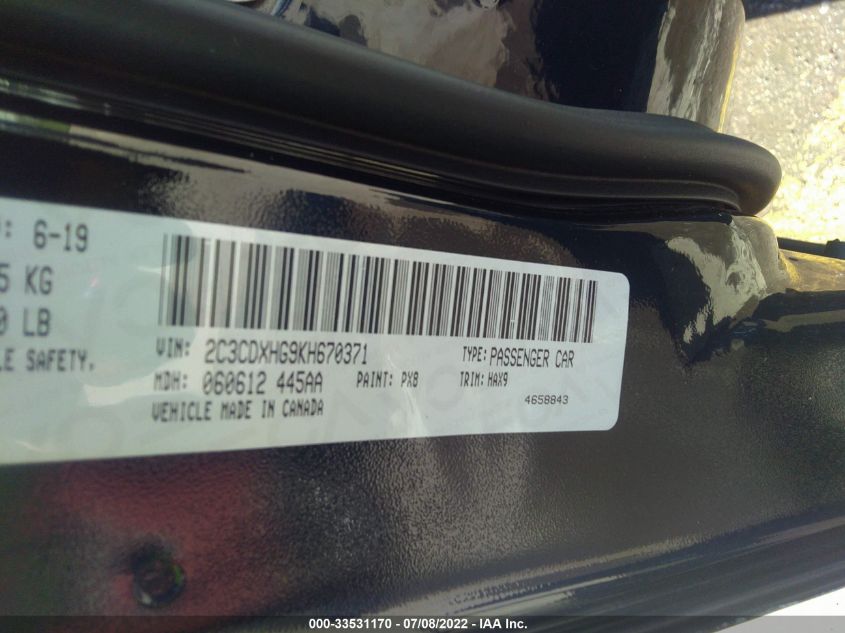 : 6-19
5 KG
0 LB
LE SAFETY.
VIN: 2C3CDXHG9KH670371
TYPE: PASSENGER CAR
MDH: 060612 445AA
PAINT: PX8
TRIM: HAX9
VEHICLE MADE IN CANADA
4658843
000-33531170 - 07/08/2022 - IAA Inc.